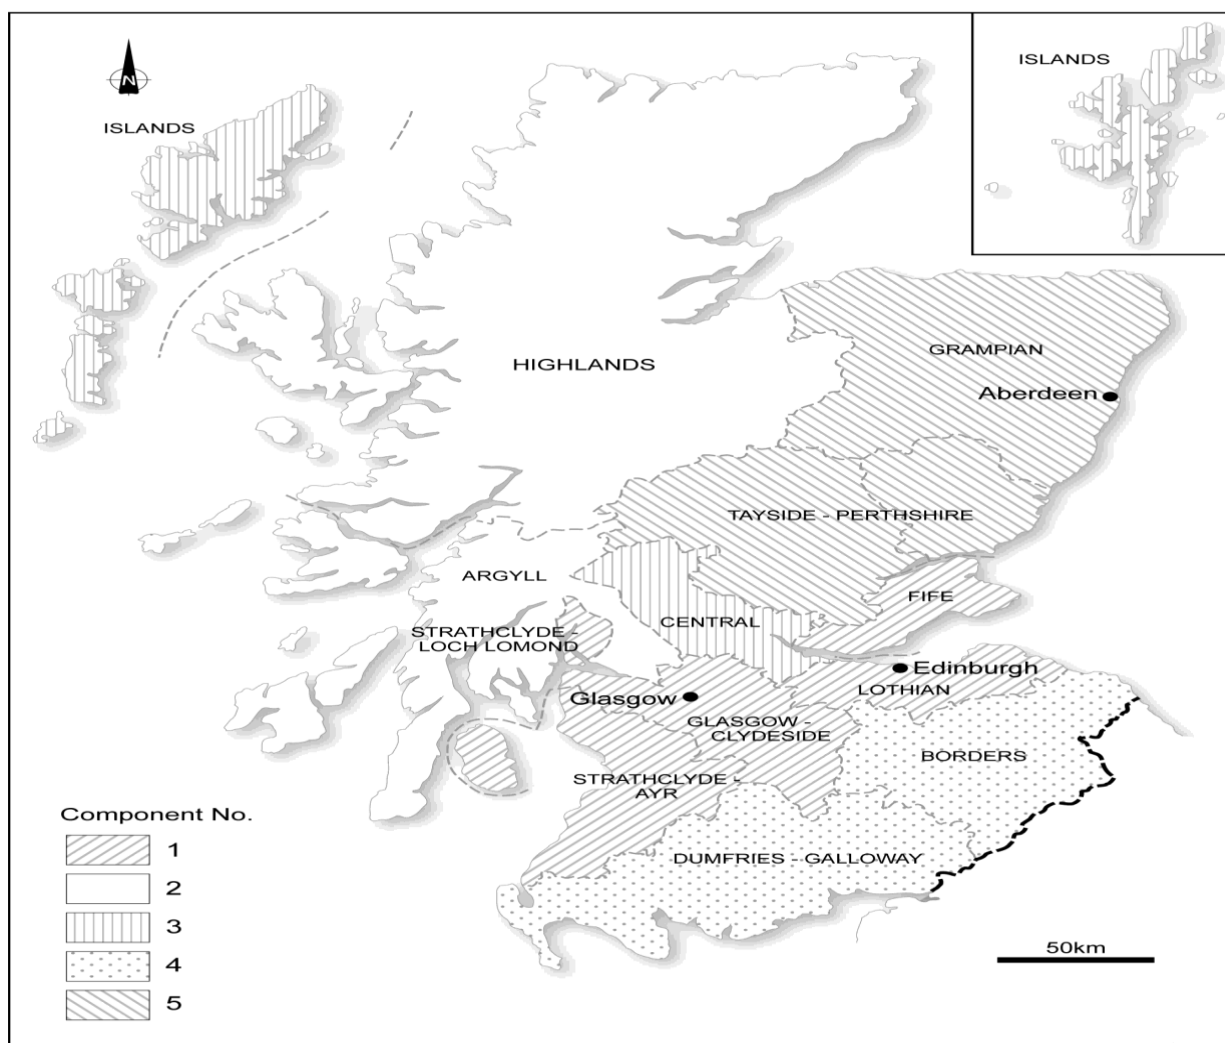 N
ISLANDS
ISLANDS
HIGHLANDS
GRAMPIAN
Aberdeen
TAYSIDE - PERTHSHIRE
ARGYLL
FIFE
CENTRAL
STRATHCLYDE -
LOCH LOMOND
Edinburgh
LOTHIAN
Glasgow
GLASGOW -
CLYDESIDE
BORDERS
STRATHCLYDE -
AYR
DUMFRIES - GALLOWAY
Component No.
1
2
3
4
5
50km